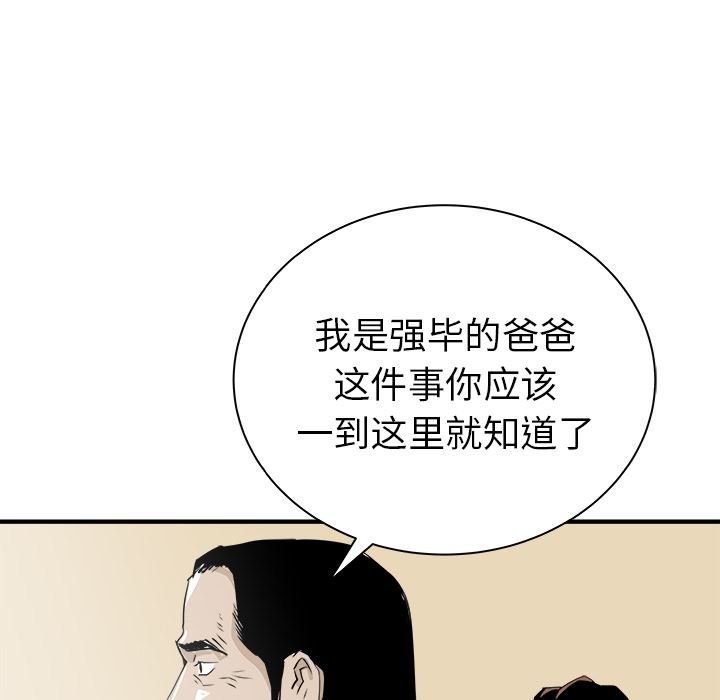 我是强毕的爸爸
这件事你应该
一到这里就知道了